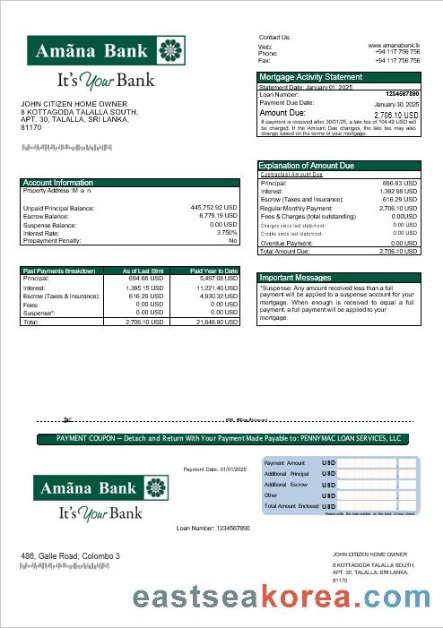 Amãna Bank
It's Your Bank
Contact Us:
Web: www.amanabank.lk
Phone: +94 117 756 756
Fax: +94 117 756 756
Mortgage Activity Statement
Statement Date: January 01, 2025
Loan Number: 1234567890
Payment Due Date: January 30, 2025
Amount Due: 2,706.10 USD
If payment is received after 30/01/25, a late fee of 104.49 USD will
be charged. If the Amount Due changes, the late fee may also
change based on the terms of your mortgage.
JOHN CITIZEN HOME OWNER
8 KOTTAGODA TALALLA SOUTH,
APT. 30, TALALLA, SRI LANKA,
81170
Account Information
Property Address: M a n
Unpaid Principal Balance: 445,752.92 USD
Escrow Balance: 6,779.19 USD
Suspense Balance: 0.00 USD
Interest Rate: 3.750%
Prepayment Penalty: No
Explanation of Amount Due
Contractual Amount Due
Principal: 696.83 USD
Interest: 1,392.98 USD
Escrow (Taxes and Insurance): 616.29 USD
Regular Monthly Payment: 2,706.10 USD
Fees & Charges (total outstanding) 0.00USD
Charges since last statement: 0.00 USD
Credits since last statement: 0.00 USD
Overdue Payment: 0.00 USD
Total Amount Due: 2,706.10 USD
Past Payments Breakdown As of Last Stmt Paid Year to Date
Principal: 694.66 USD 5,497.08 USD
Interest: 1,395.15 USD 11,221.40 USD
Escrow (Taxes & Insurance): 616.29 USD 4,930.32 USD
Fees: 0.00 USD 0.00 USD
Suspense*: 0.00 USD 0.00 USD
Total: 2,706.10 USD 21,648.80 USD
Important Messages
*Suspense: Any amount received less than a full
payment will be applied to a suspense account for your
mortgage. When enough is received to equal a full
payment, a full payment will be applied to your
mortgage.
PAYMENT COUPON – Detach and Return With Your Payment Made Payable to: PENNYMAC LOAN SERVICES, LLC
Payment Date: 01/01/2025
Amãna Bank
It's Your Bank
Payment Amount USD
Additional Principal USD
Additional Escrow USD
Other USD
Total Amount Enclosed USD
Loan Number: 1234567890
486, Galle Road, Colombo 3
JOHN CITIZEN HOME OWNER
8 KOTTAGODA TALALLA SOUTH,
APT. 30, TALALLA, SRI LANKA,
81170
eastseakorea.com